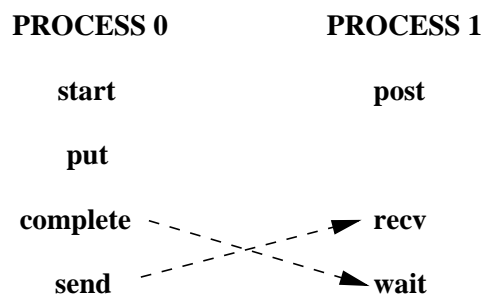 PROCESS 0 PROCESS 1
start post
put
complete recv
send wait